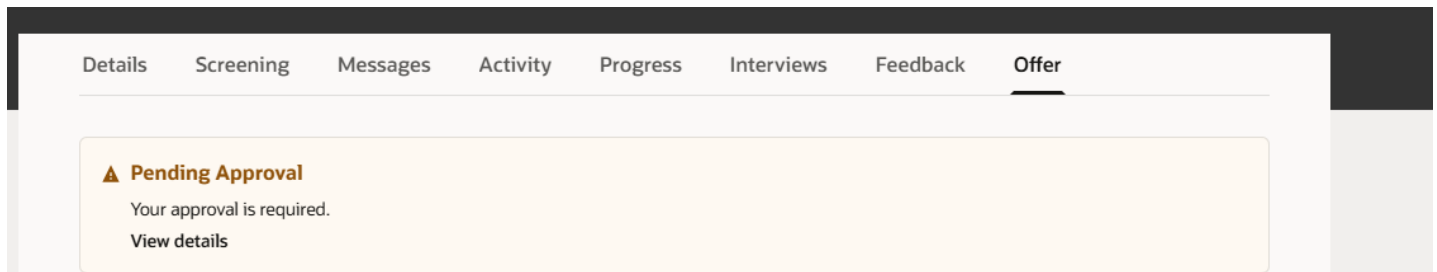 Details Screening Messages Activity Progress Interviews Feedback Offer
Pending Approval
Your approval is required.
View details